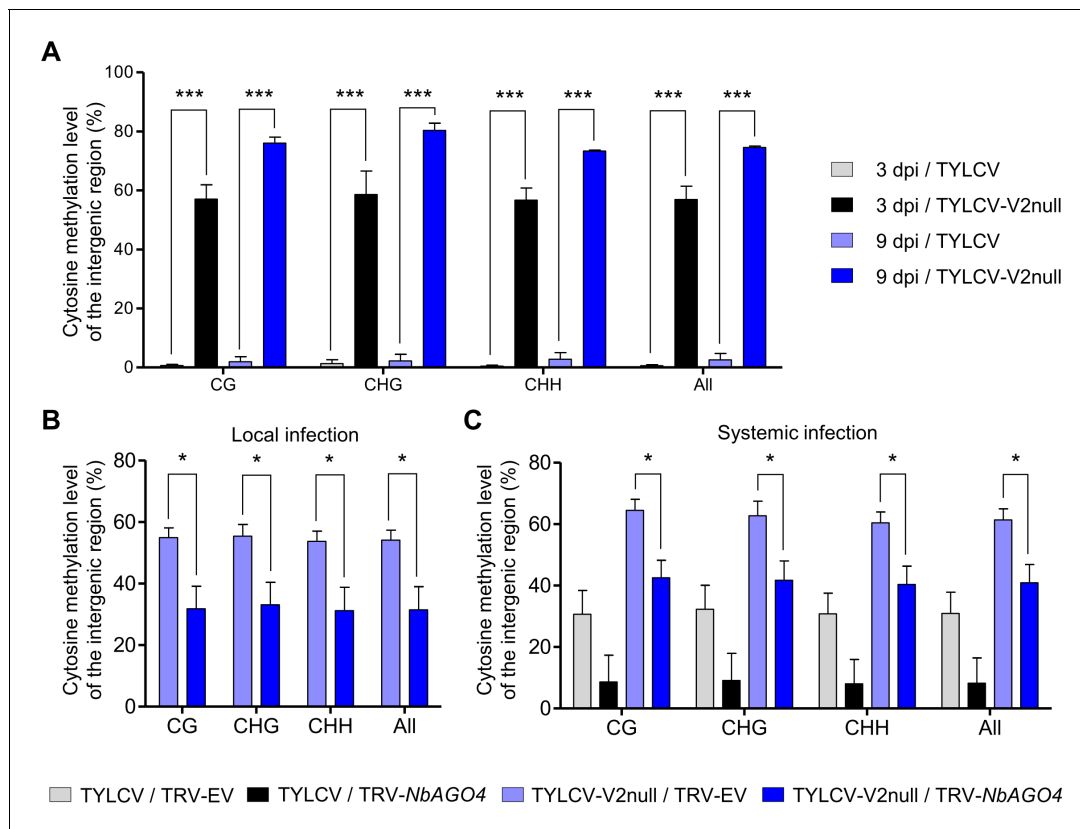 A
Cytosine methylation level
of the intergenic region (%)
100
80
60
40
20
0
*** *** *** *** *** *** *** ***
CG CHG CHH All
3 dpi / TYLCV
3 dpi / TYLCV-V2null
9 dpi / TYLCV
9 dpi / TYLCV-V2null
B
Local infection
Cytosine methylation level
of the intergenic region (%)
80
60
40
20
0
* * * *
CG CHG CHH All
C
Systemic infection
Cytosine methylation level
of the intergenic region (%)
80
60
40
20
0
* * * *
CG CHG CHH All
TYLCV / TRV-EV TYLCV / TRV-NbAGO4 TYLCV-V2null / TRV-EV TYLCV-V2null / TRV-NbAGO4